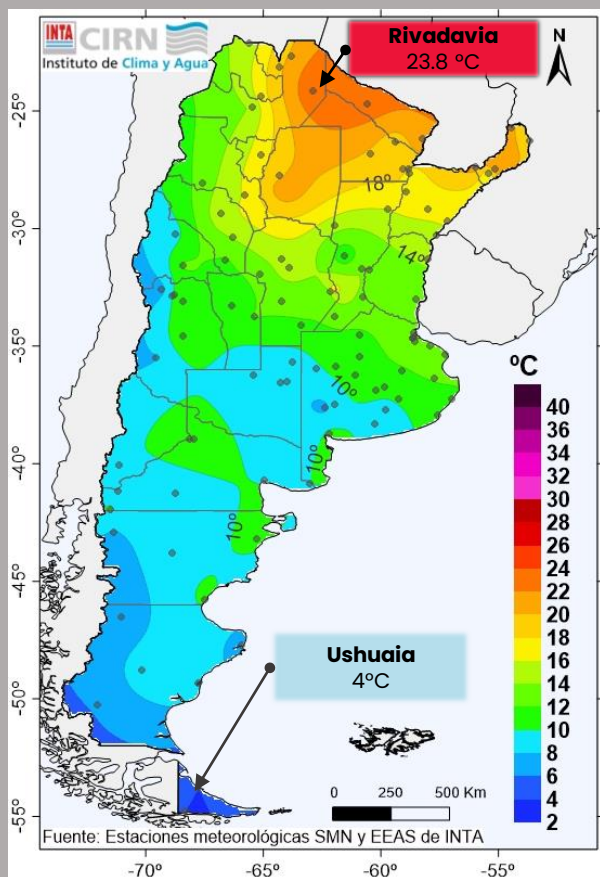 INTA CIRN
Instituto de Clima y Agua
Rivadavia
23.8 °C
N
-25°
-30°
-35°
-40°
-45°
-50°
-55°
18°
14°
10°
10°
10°
ºC
40
36
34
32
30
28
26
24
22
20
18
16
14
12
10
8
6
4
2
Ushuaia
4°C
0 250 500 Km
Fuente: Estaciones meteorológicas SMN y EEAS de INTA
-70° -65° -60° -55°